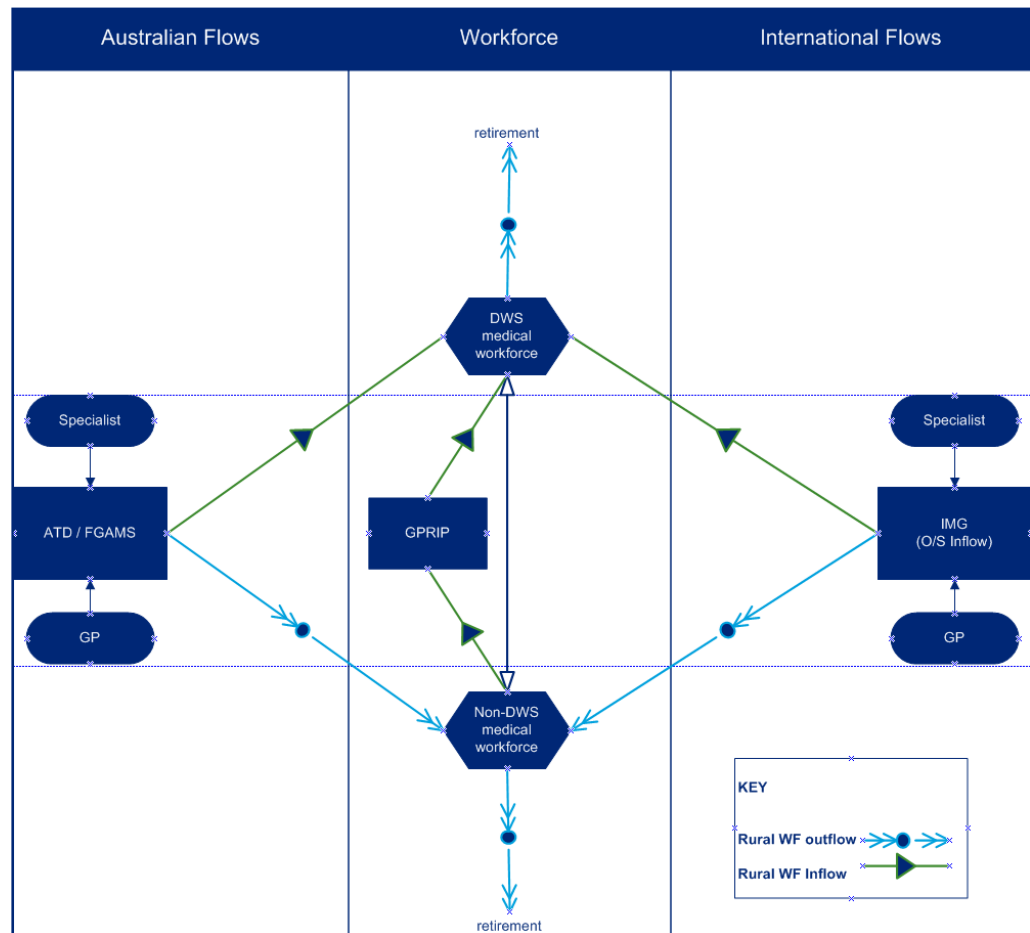 Australian Flows
Workforce
International Flows
retirement
DWS
medical
workforce
Specialist
Specialist
ATD / FGAMS
GPRIP
IMG
(O/S Inflow)
GP
GP
Non-DWS
medical
workforce
KEY
Rural WF outflow
Rural WF Inflow
retirement